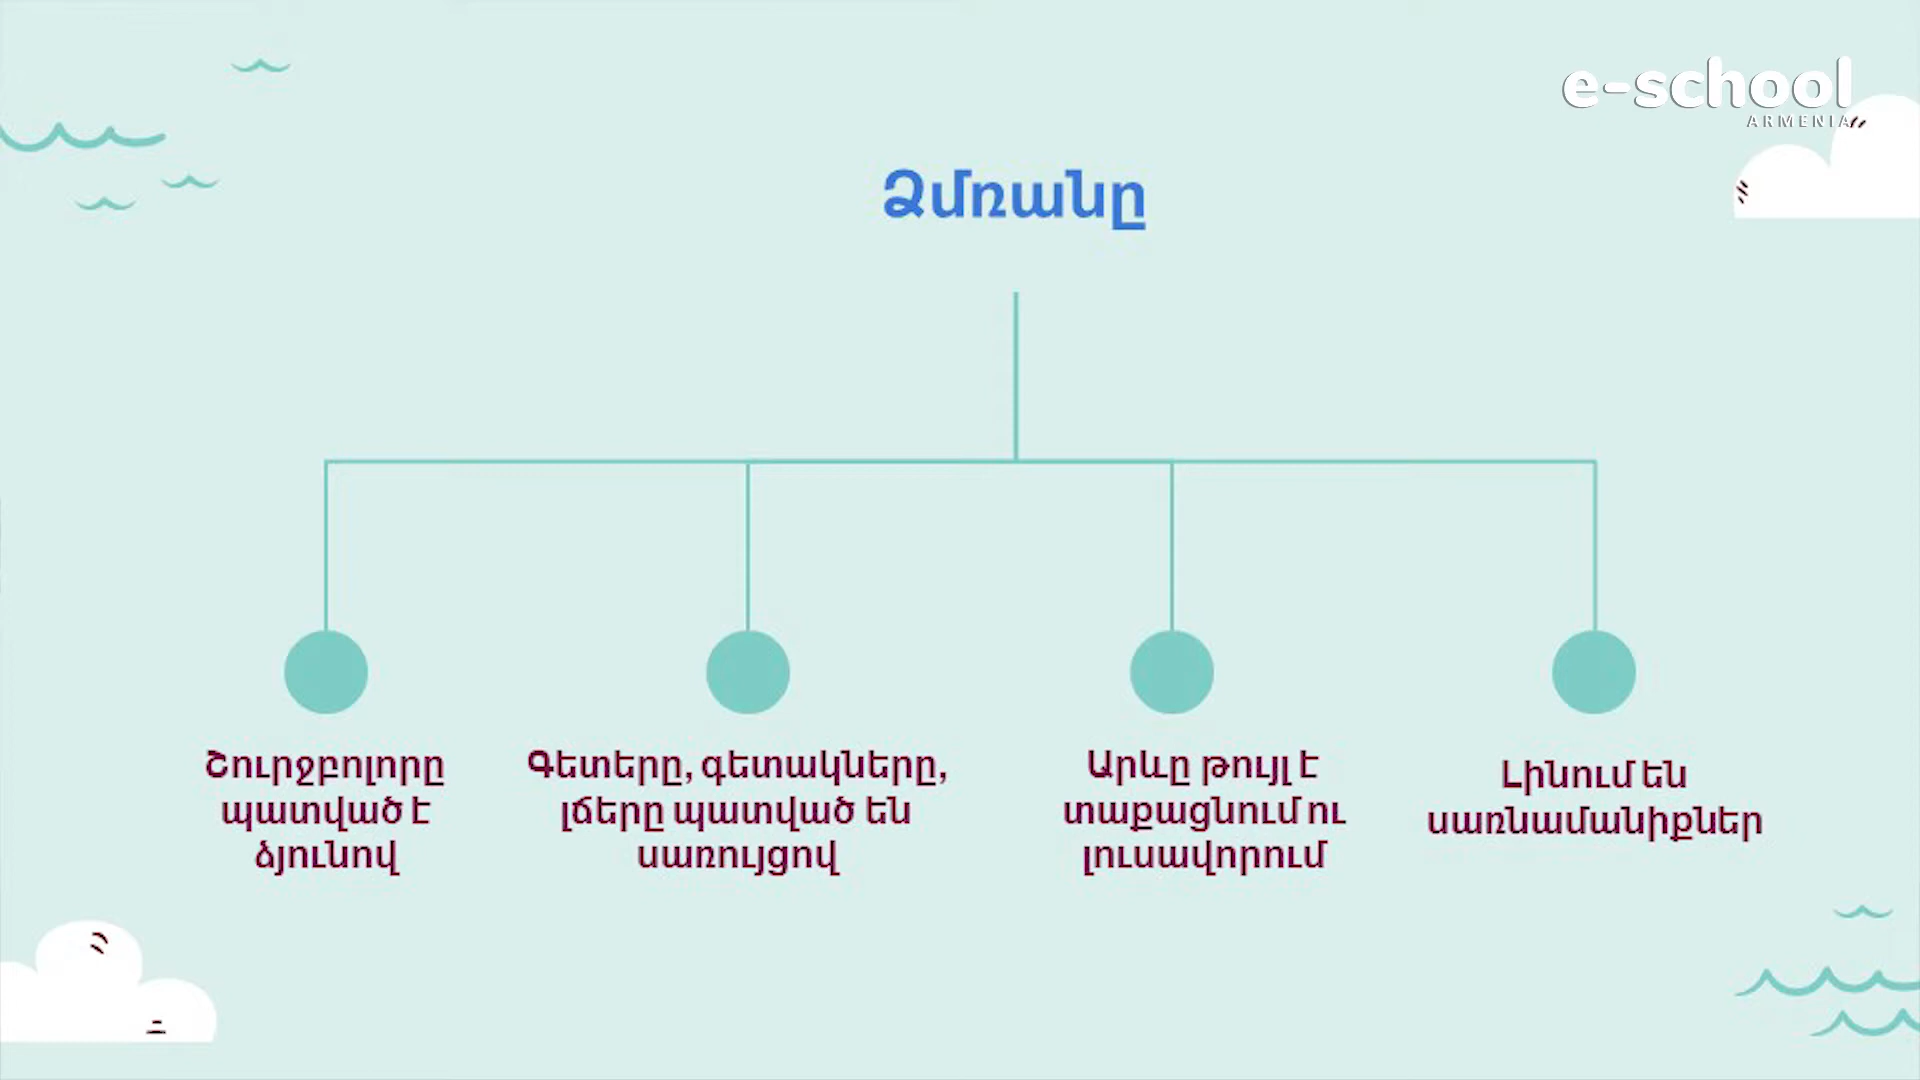 e-school
ARMENIA
Ձմռանը
Շուրջբոլորը
պատված է
ձյունով
Գետերը, գետակները,
լճերը պատված են
սառույցով
Արևը թույլ է
տաքացնում ու
լուսավորում
Լինում են
սառնամանիքներ